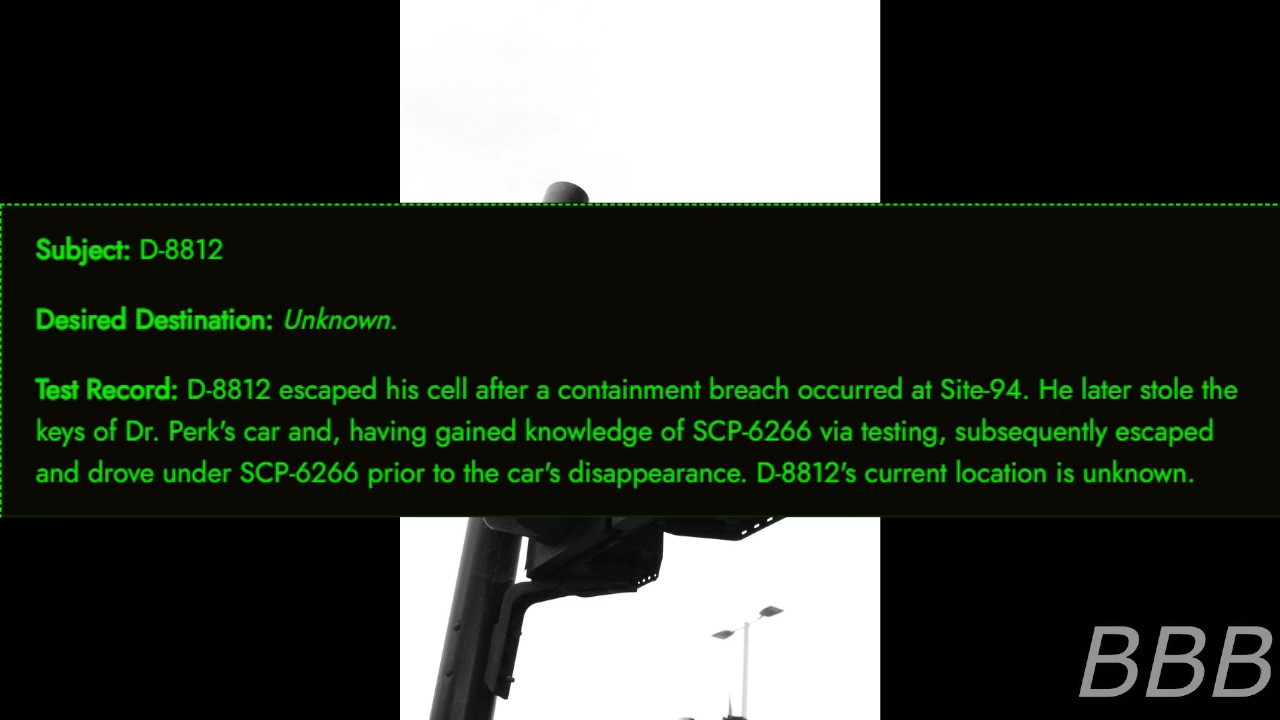 Subject: D-8812
Desired Destination: Unknown.
Test Record: D-8812 escaped his cell after a containment breach occurred at Site-94. He later stole the
keys of Dr. Perk's car and, having gained knowledge of SCP-6266 via testing, subsequently escaped
and drove under SCP-6266 prior to the car's disappearance. D-8812's current location is unknown.
BBB